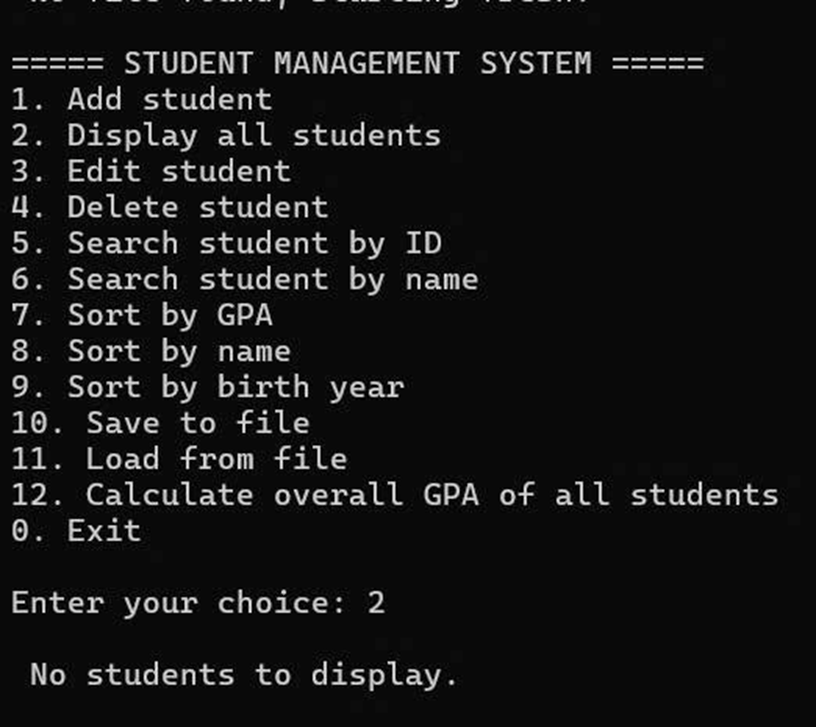 ===== STUDENT MANAGEMENT SYSTEM =====
1. Add student
2. Display all students
3. Edit student
4. Delete student
5. Search student by ID
6. Search student by name
7. Sort by GPA
8. Sort by name
9. Sort by birth year
10. Save to file
11. Load from file
12. Calculate overall GPA of all students
0. Exit
Enter your choice: 2
No students to display.